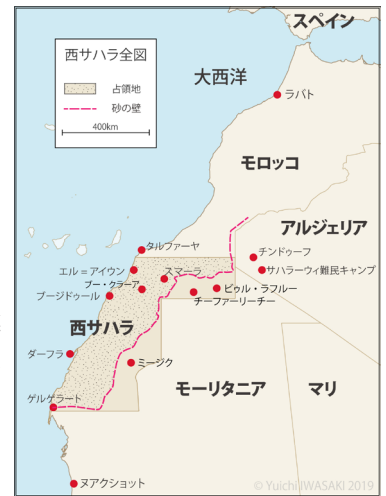 スペイン
西サハラ全図
占領地
砂の壁
400km
大西洋
ラバト
モロッコ
アルジェリア
タルファーヤ
チンドゥーフ
エル＝アイウン
スマーラ
サハラーウィ難民キャンプ
ブー・クラーア
ブージドゥール
ビゥル・ラフルー
チーファーリーチー
西サハラ
ダーフラ
ミージク
モーリタニア
マリ
ゲルゲラート
ヌアクショット
© Yuichi IWASAKI 2019